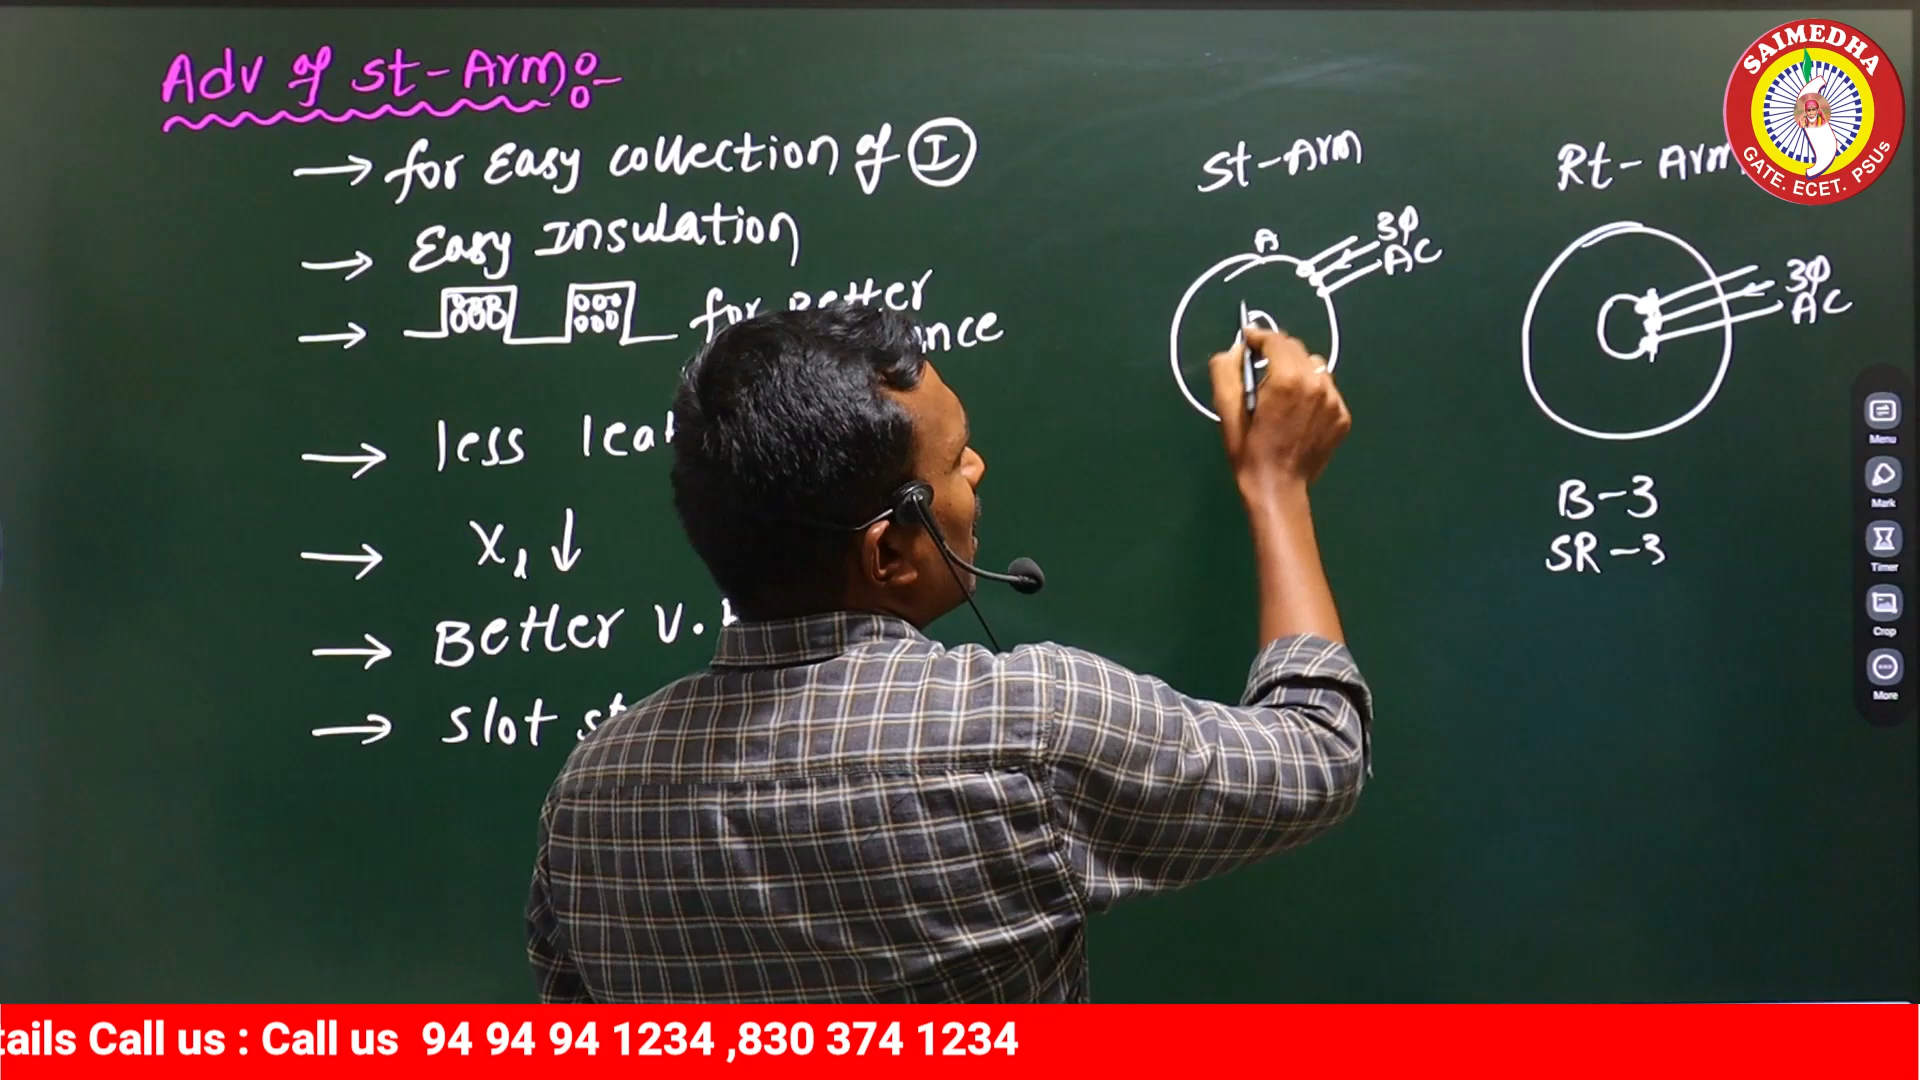 Adv of st-Arm:-
→ for Easy collection of I
→ Easy Insulation
→ for Better
→ less
→ X ↓
→ Better V.
→ slot
St-Arm
A
3φ
AC
Rt-Arm
3φ
AC
B-3
SR-3
SAIMEDHA
GATE. ECET. PSUs
Menu
Mark
Timer
Crop
More
tails Call us : Call us 94 94 94 1234 ,830 374 1234